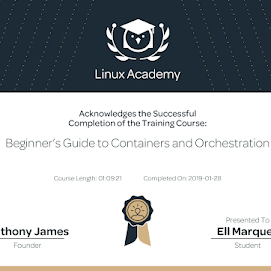 Linux Academy
Acknowledges the Successful
Completion of the Training Course:
Beginner's Guide to Containers and Orchestration
Course Length: 01:09:21 Completed On: 2019-01-28
Presented To
thony James
Ell Marque
Founder
Student